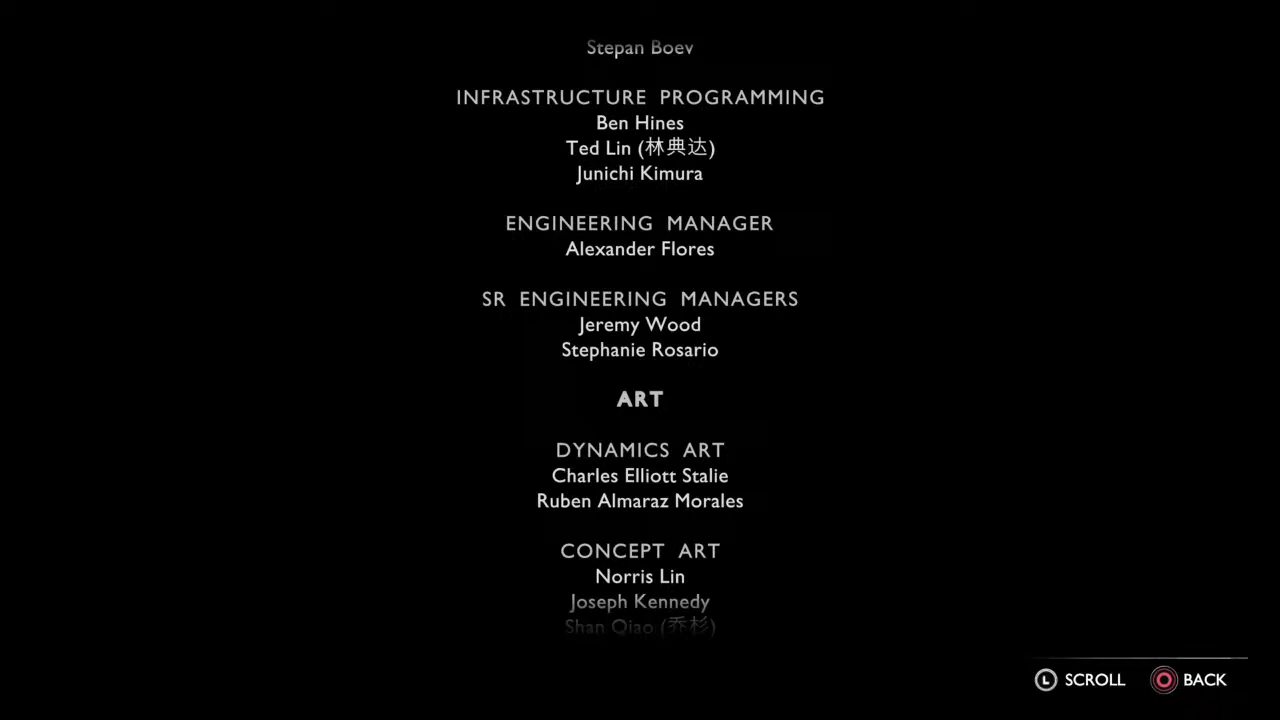 Stepan Boev
INFRASTRUCTURE PROGRAMMING
Ben Hines
Ted Lin (林典达)
Junichi Kimura
ENGINEERING MANAGER
Alexander Flores
SR ENGINEERING MANAGERS
Jeremy Wood
Stephanie Rosario
ART
DYNAMICS ART
Charles Elliott Stalie
Ruben Almaraz Morales
CONCEPT ART
Norris Lin
Joseph Kennedy
Shan Qiao (乔杉)
L SCROLL
BACK